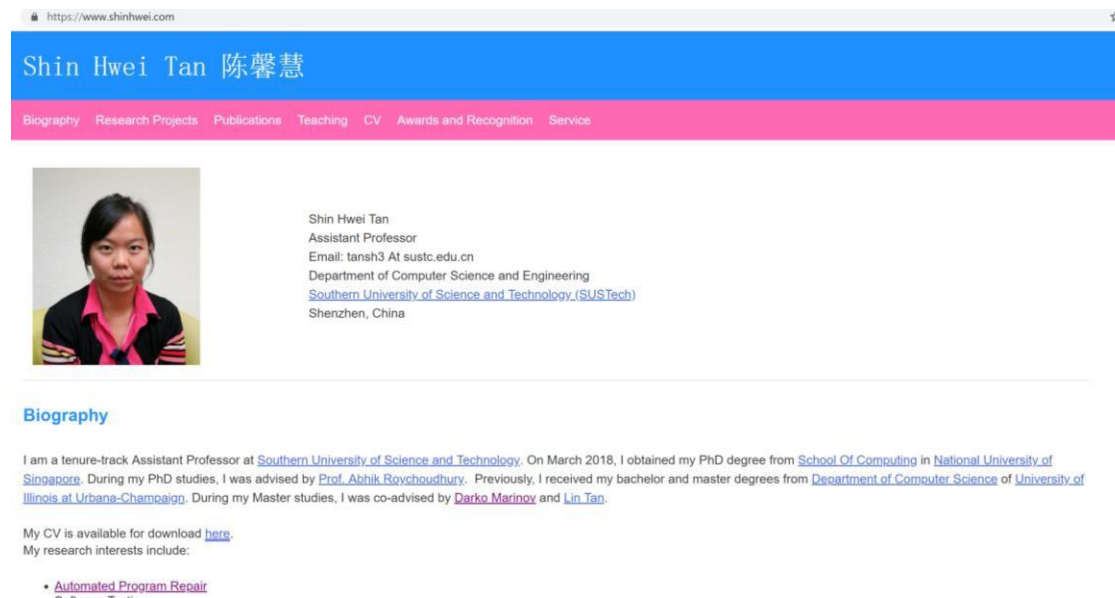 https://www.shinhwei.com
Shin Hwei Tan 陈馨慧
Biography Research Projects Publications Teaching CV Awards and Recognition Service
Shin Hwei Tan
Assistant Professor
Email: tansh3 At sustc.edu.cn
Department of Computer Science and Engineering
Southern University of Science and Technology (SUSTech)
Shenzhen, China
Biography
I am a tenure-track Assistant Professor at Southern University of Science and Technology. On March 2018, I obtained my PhD degree from School Of Computing in National University of
Singapore. During my PhD studies, I was advised by Prof. Abhik Roychoudhury. Previously, I received my bachelor and master degrees from Department of Computer Science of University of
Illinois at Urbana-Champaign. During my Master studies, I was co-advised by Darko Marinov and Lin Tan.
My CV is available for download here.
My research interests include:
• Automated Program Repair